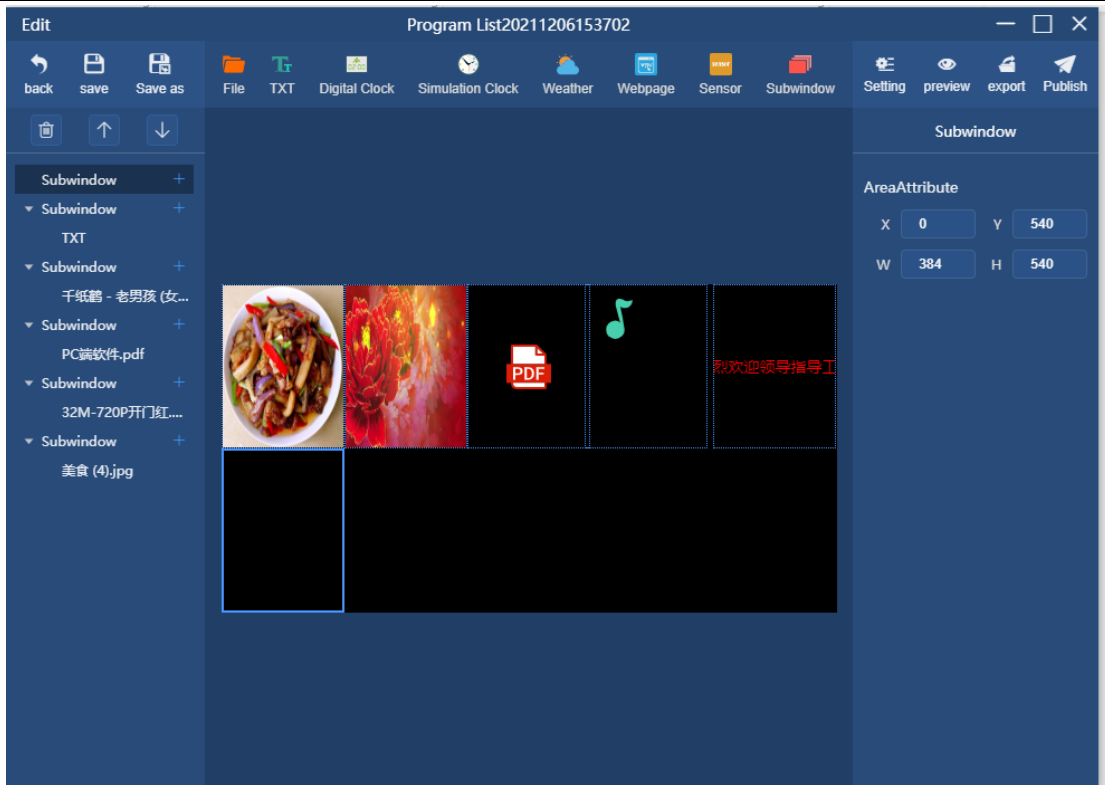 Edit
Program List20211206153702
back
save
Save as
File
TXT
Digital Clock
Simulation Clock
Weather
Webpage
Sensor
Subwindow
Setting
preview
export
Publish
Subwindow
Subwindow
TXT
Subwindow
千纸鹤 - 老男孩 (女...
Subwindow
PC端软件.pdf
Subwindow
32M-720P开门红....
Subwindow
美食 (4).jpg
PDF
烈欢迎领导指导工
Subwindow
AreaAttribute
X 0 Y 540
W 384 H 540